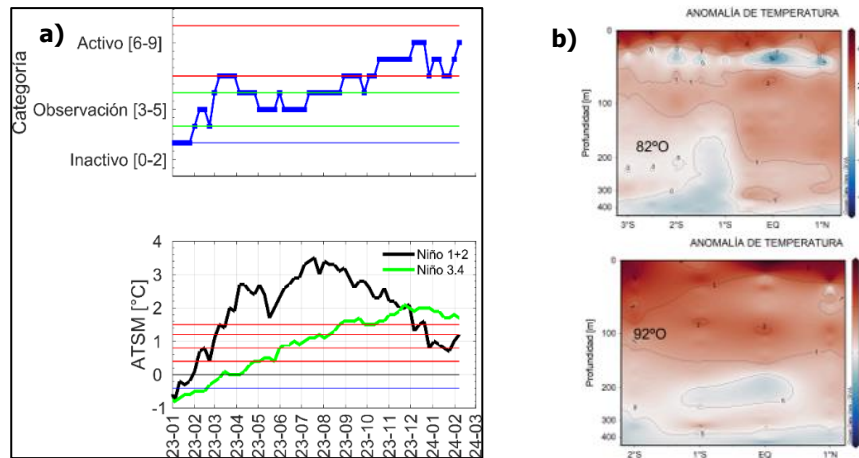 a)
Categoría
Activo [6-9]
Observación [3-5]
Inactivo [0-2]
ATSM [°C]
4
3
2
1
0
-1
Niño 1+2
Niño 3.4
23-01
23-02
23-03
23-04
23-05
23-06
23-07
23-08
23-09
23-10
23-11
23-12
24-01
24-02
24-03
b)
ANOMALÍA DE TEMPERATURA
Profundidad [m]
0
100
200
300
400
82ºO
3°S
2°S
1°S
EQ
1°N
ANOMALÍA DE TEMPERATURA
Profundidad [m]
0
100
200
300
400
92ºO
2°S
1°S
EQ
1°N